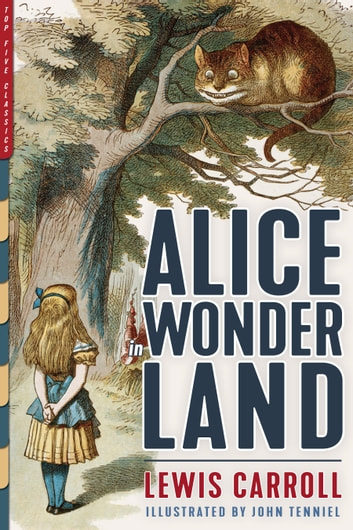 TOP FIVE CLASSICS
ALICE
in
WONDER
LAND
LEWIS CARROLL
ILLUSTRATED BY JOHN TENNIEL